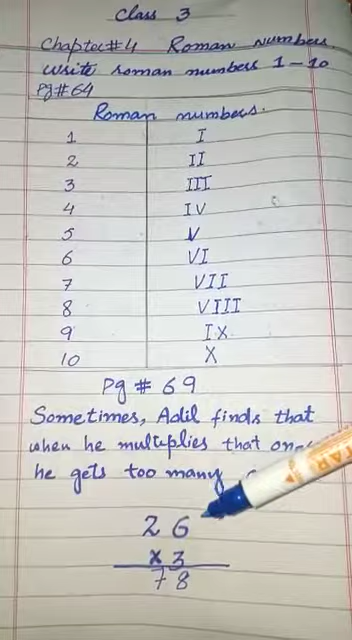 Class 3
Chapter#4 Roman numbers.
Write roman numbers 1-10
Pg#64
Roman numbers.
1 I
2 II
3 III
4 IV
5 V
6 VI
7 VII
8 VIII
9 IX
10 X
Pg # 69
Sometimes, Adil finds that
when he multiplies that
he gets too many
26
x3
78